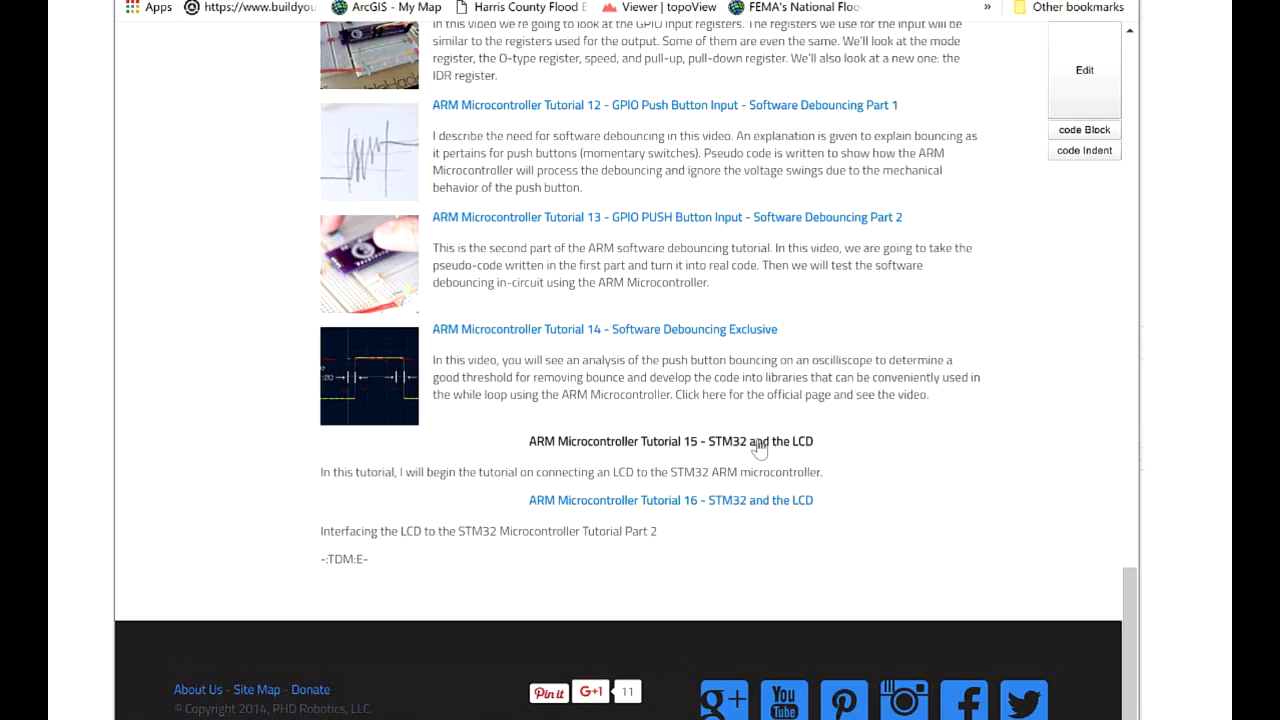 Apps https://www.buildyou ArcGIS - My Map Harris County Flood E Viewer | topoView FEMA's National Floo » Other bookmarks
In this video we're going to look at the GPIO input registers. The registers we use for the input will be
similar to the registers used for the output. Some of them are even the same. We'll look at the mode
register, the O-type register, speed, and pull-up, pull-down register. We'll also look at a new one: the
IDR register.
Edit
code Block
code Indent
ARM Microcontroller Tutorial 12 - GPIO Push Button Input - Software Debouncing Part 1
I describe the need for software debouncing in this video. An explanation is given to explain bouncing as
it pertains for push buttons (momentary switches). Pseudo code is written to show how the ARM
Microcontroller will process the debouncing and ignore the voltage swings due to the mechanical
behavior of the push button.
ARM Microcontroller Tutorial 13 - GPIO PUSH Button Input - Software Debouncing Part 2
This is the second part of the ARM software debouncing tutorial. In this video, we are going to take the
pseudo-code written in the first part and turn it into real code. Then we will test the software
debouncing in-circuit using the ARM Microcontroller.
ARM Microcontroller Tutorial 14 - Software Debouncing Exclusive
In this video, you will see an analysis of the push button bouncing on an oscilliscope to determine a
good threshold for removing bounce and develop the code into libraries that can be conveniently used in
the while loop using the ARM Microcontroller. Click here for the official page and see the video.
ARM Microcontroller Tutorial 15 - STM32 and the LCD
In this tutorial, I will begin the tutorial on connecting an LCD to the STM32 ARM microcontroller.
ARM Microcontroller Tutorial 16 - STM32 and the LCD
Interfacing the LCD to the STM32 Microcontroller Tutorial Part 2
-:TDM:E-
About Us - Site Map - Donate
© Copyright 2014, PHD Robotics, LLC.
Pin it G+1 11
g+ You Tube